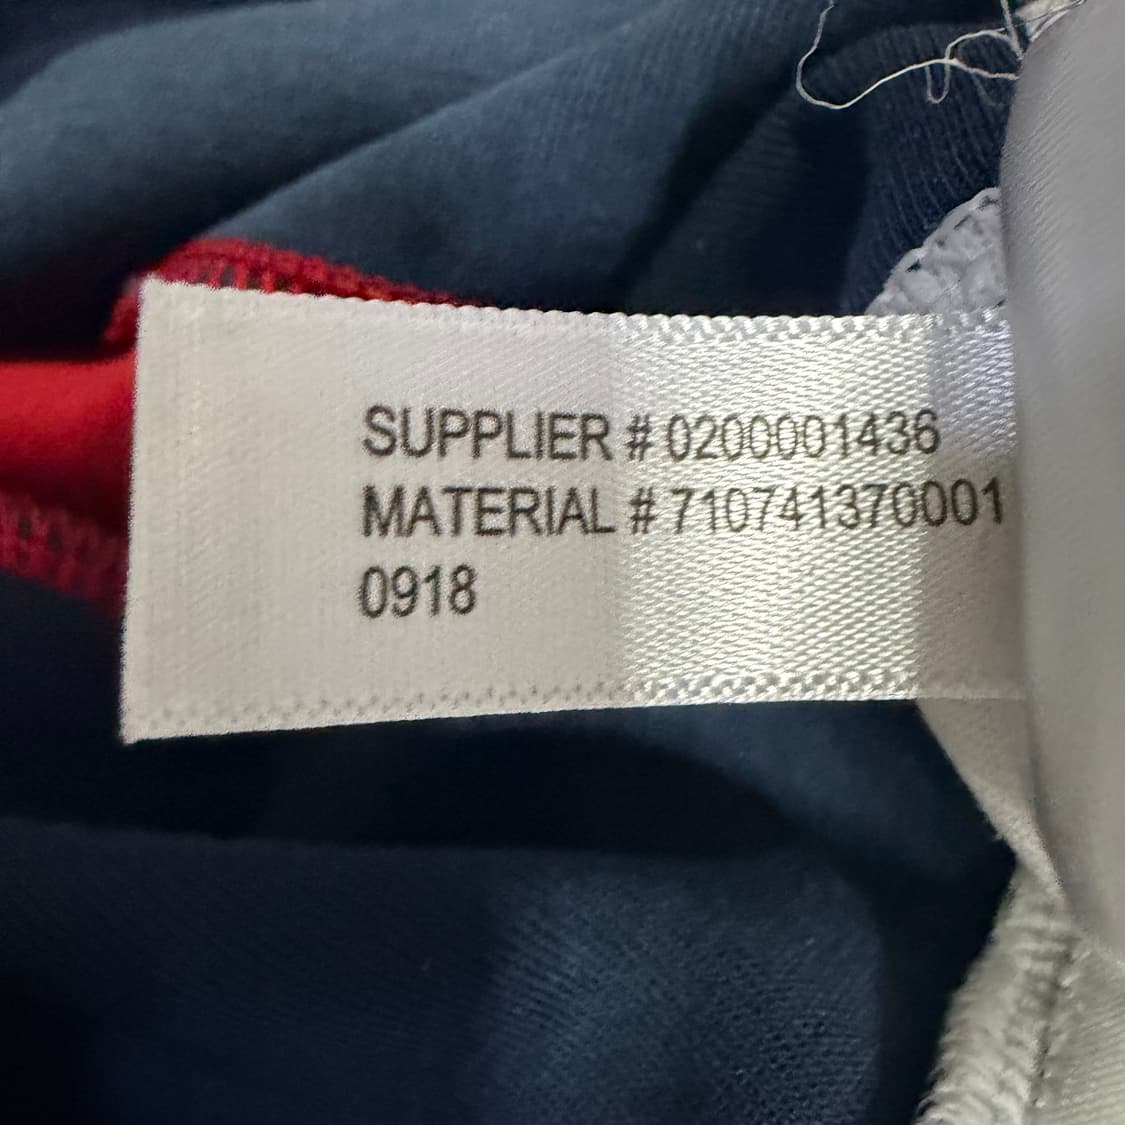 SUPPLIER # 0200001436
MATERIAL # 710741370001
0918